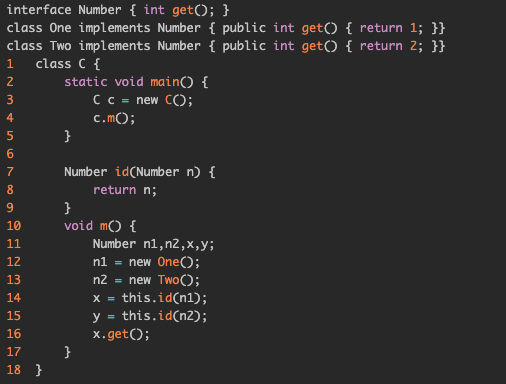 interface Number { int get(); }
class One implements Number { public int get() { return 1; }}
class Two implements Number { public int get() { return 2; }}
1 class C {
2 static void main() {
3 C c = new C();
4 c.m();
5 }
6
7 Number id(Number n) {
8 return n;
9 }
10 void m() {
11 Number n1,n2,x,y;
12 n1 = new One();
13 n2 = new Two();
14 x = this.id(n1);
15 y = this.id(n2);
16 x.get();
17 }
18 }